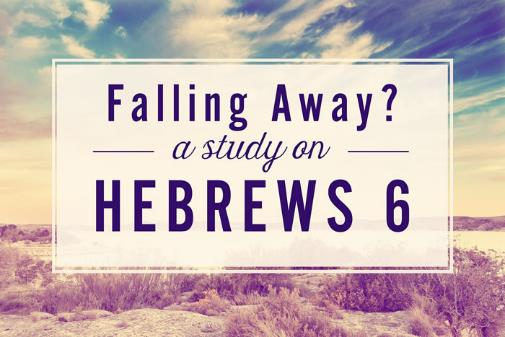 Falling Away?
a study on
HEBREWS 6